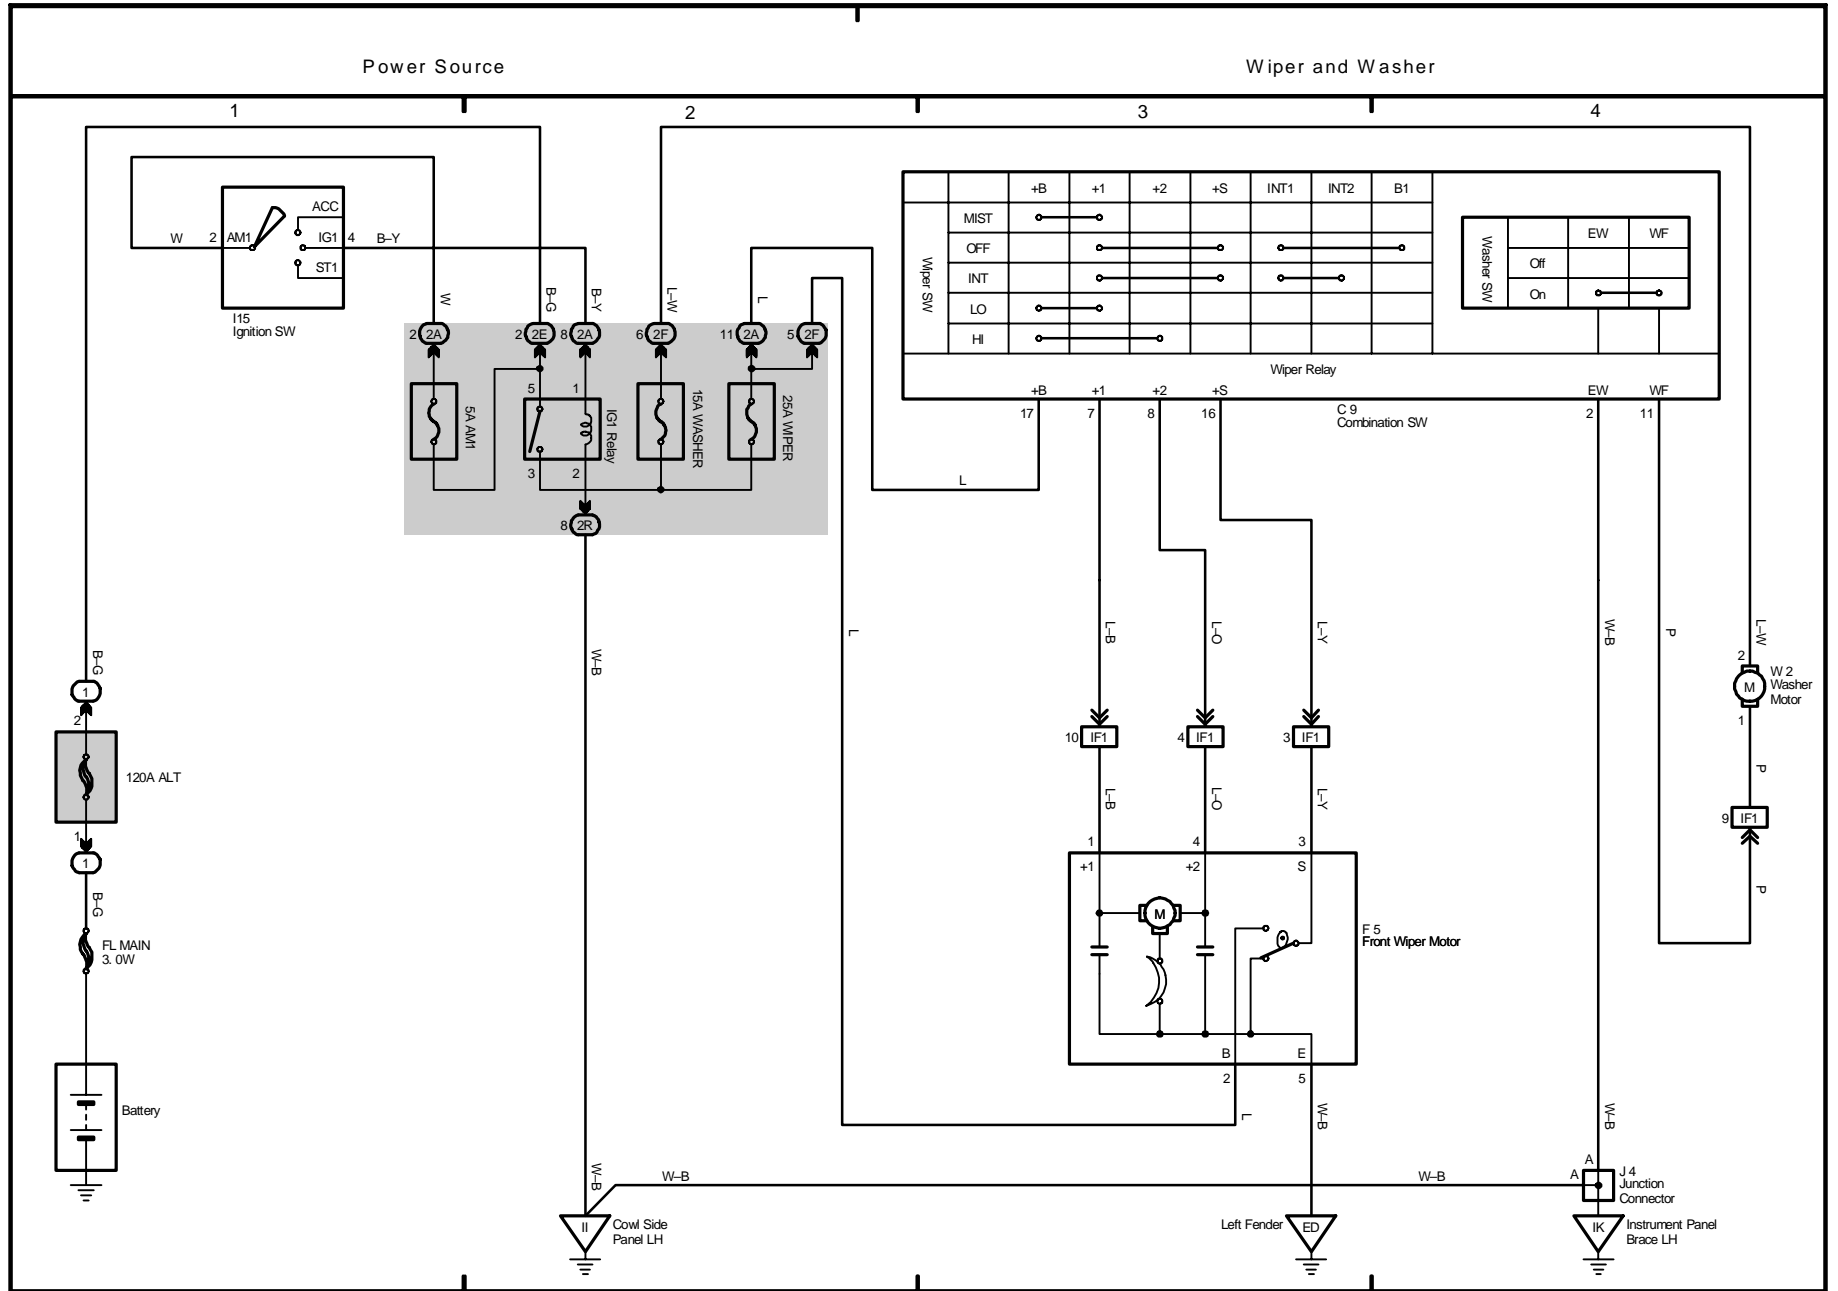 Power Source
Wiper and Washer
1
2
3
4
ACC
W
2
AM1
IG1
4
B–Y
ST1
I15
Ignition SW
W
B–G
B–Y
L–W
L
2
2A
2
2E
8
2A
6
2F
11
2A
5
2F
5A AM1
5
1
IG1 Relay
3
2
15A WASHER
25A WIPER
8
2R
+B
+1
+2
+S
INT1
INT2
B1
Wiper SW
MIST
OFF
INT
LO
HI
Washer SW
EW
WF
Off
On
Wiper Relay
+B
+1
+2
+S
EW
WF
17
7
8
16
C 9
Combination SW
2
11
L
L
W–B
L–B
L–O
L–Y
W–B
P
L–W
B–G
1
2
120A ALT
1
1
B–G
FL MAIN
3. 0W
Battery
2
M
W 2
Washer
Motor
1
P
9
IF1
P
10
IF1
4
IF1
3
IF1
L–B
L–O
L–Y
1
4
3
+1
+2
S
M
F 5
Front Wiper Motor
B
E
2
5
L
W–B
W–B
W–B
W–B
W–B
A
A
J 4
Junction
Connector
II
Cowl Side
Panel LH
Left Fender
ED
IK
Instrument Panel
Brace LH